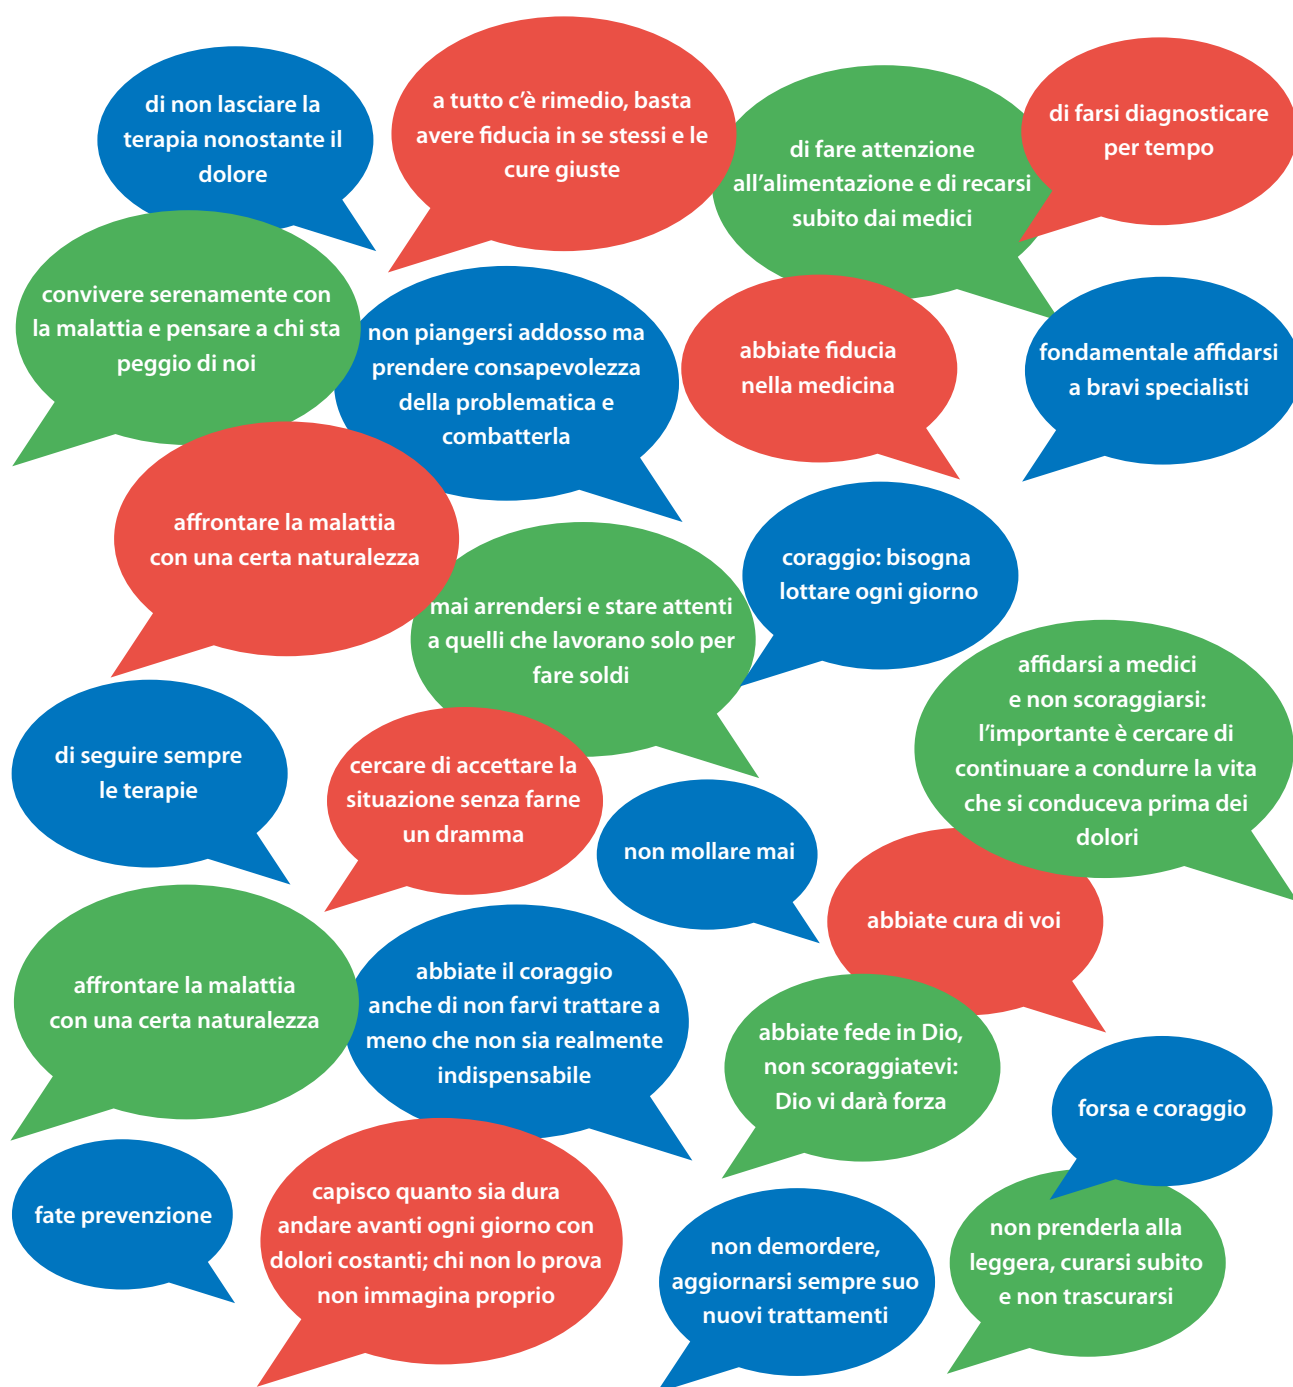 di non lasciare la
terapia nonostante il
dolore
a tutto c'è rimedio, basta
avere fiducia in se stessi e le
cure giuste
di fare attenzione
all'alimentazione e di recarsi
subito dai medici
di farsi diagnosticare
per tempo
convivere serenamente con
la malattia e pensare a chi sta
peggio di noi
non piangersi addosso ma
prendere consapevolezza
della problematica e
combatterla
abbiate fiducia
nella medicina
fondamentale affidarsi
a bravi specialisti
affrontare la malattia
con una certa naturalezza
mai arrendersi e stare attenti
a quelli che lavorano solo per
fare soldi
coraggio: bisogna
lottare ogni giorno
affidarsi a medici
e non scoraggiarsi:
l'importante è cercare di
continuare a condurre la vita
che si conduceva prima dei
dolori
di seguire sempre
le terapie
cercare di accettare la
situazione senza farne
un dramma
non mollare mai
abbiate cura di voi
affrontare la malattia
con una certa naturalezza
abbiate il coraggio
anche di non farvi trattare a
meno che non sia realmente
indispensabile
abbiate fede in Dio,
non scoraggiatevi:
Dio vi darà forza
forsa e coraggio
fate prevenzione
capisco quanto sia dura
andare avanti ogni giorno con
dolori costanti; chi non lo prova
non immagina proprio
non demordere,
aggiornarsi sempre suo
nuovi trattamenti
non prenderla alla
leggera, curarsi subito
e non trascurarsi